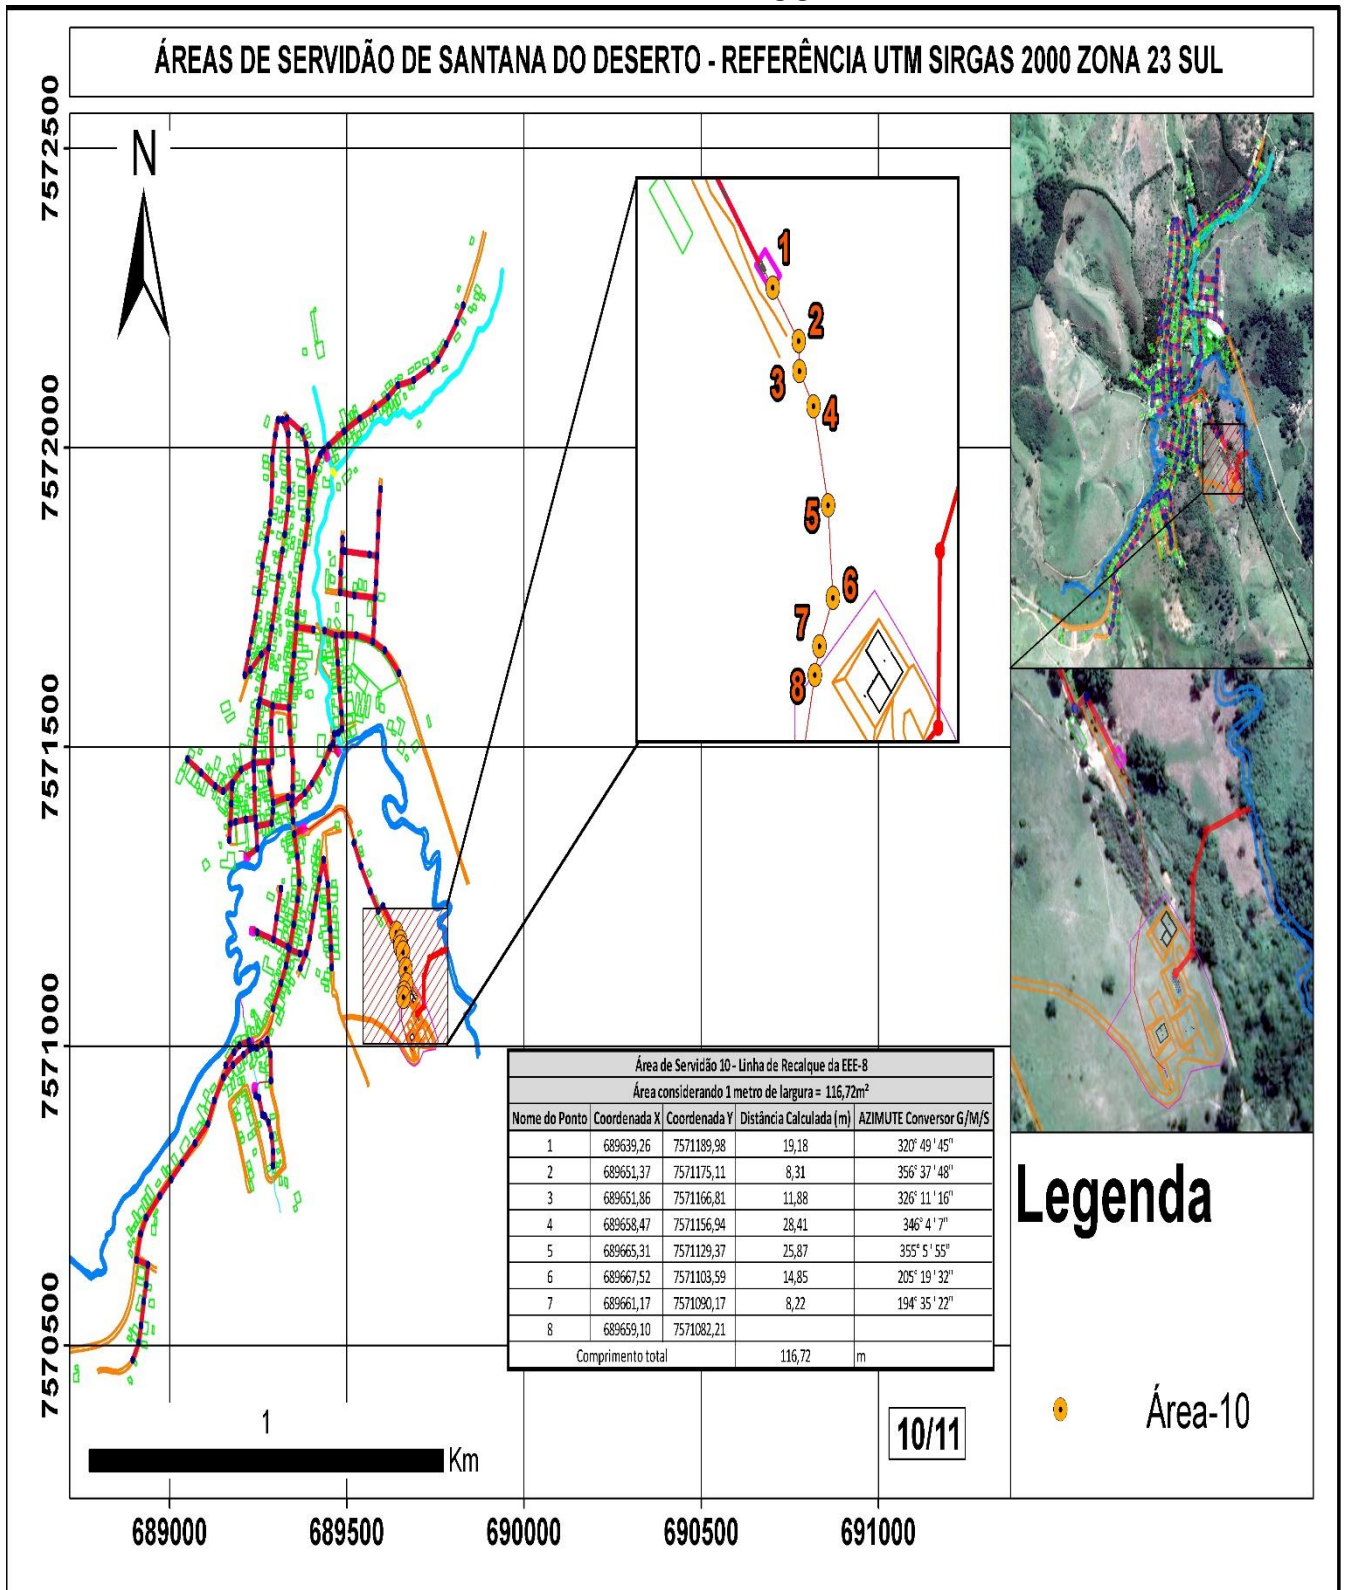 ÁREAS DE SERVIDÃO DE SANTANA DO DESERTO - REFERÊNCIA UTM SIRGAS 2000 ZONA 23 SUL
7572500
7572000
7571500
7571000
7570500
N
1
2
3
4
5
6
7
8
Área de Servidão 10 - Linha de Recalque da EEE-8
Área considerando 1 metro de largura = 116,72m²
Nome do Ponto Coordenada X Coordenada Y Distância Calculada (m) AZIMUTE Conversor G/M/S
1 689639,26 7571189,98 19,18 320° 49 ' 45"
2 689651,37 7571175,11 8,31 356° 37 ' 48"
3 689651,86 7571166,81 11,88 326° 11 ' 16"
4 689658,47 7571156,94 28,41 346° 4 ' 7"
5 689665,31 7571129,37 25,87 355° 5 ' 55"
6 689667,52 7571103,59 14,85 205° 19 ' 32"
7 689661,17 7571090,17 8,22 194° 35 ' 22"
8 689659,10 7571082,21
Comprimento total 116,72 m
Legenda
Área-10
10/11
1
Km
689000 689500 690000 690500 691000